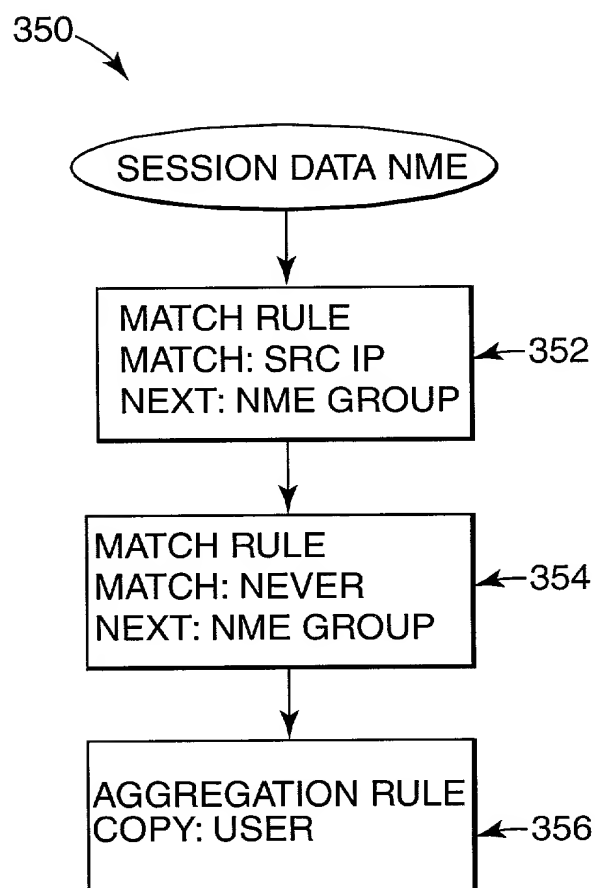 350
SESSION DATA NME
MATCH RULE
MATCH: SRC IP
NEXT: NME GROUP
352
MATCH RULE
MATCH: NEVER
NEXT: NME GROUP
354
AGGREGATION RULE
COPY: USER
356